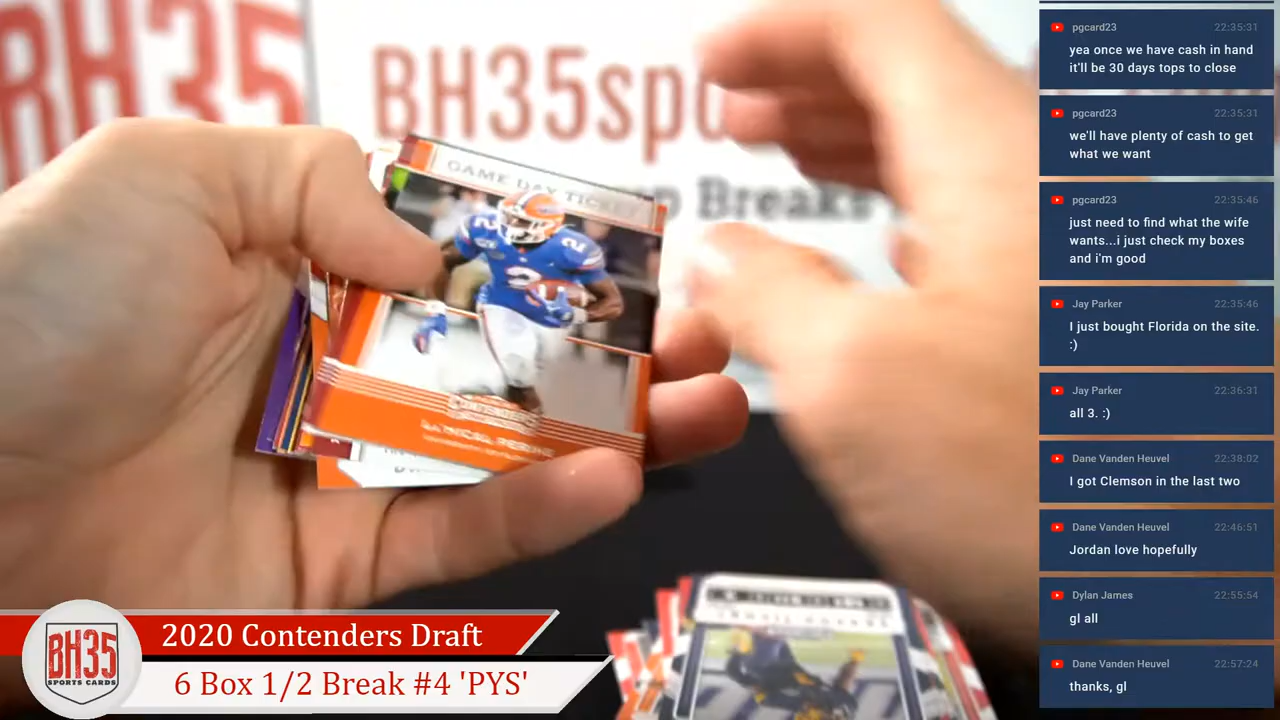 BH35
BH35spo
Breaks
GAME DAY TICKET
CONTENDERS
LA'MICAL PERINE
2020 Contenders Draft
6 Box 1/2 Break #4 'PYS'
BH35
SPORTS CARDS
pgcard23 22:35:31
yea once we have cash in hand
it'll be 30 days tops to close
pgcard23 22:35:31
we'll have plenty of cash to get
what we want
pgcard23 22:35:46
just need to find what the wife
wants...i just check my boxes
and i'm good
Jay Parker 22:35:46
I just bought Florida on the site.
:)
Jay Parker 22:36:31
all 3. :)
Dane Vanden Heuvel 22:38:02
I got Clemson in the last two
Dane Vanden Heuvel 22:46:51
Jordan love hopefully
Dylan James 22:55:54
gl all
Dane Vanden Heuvel 22:57:24
thanks, gl